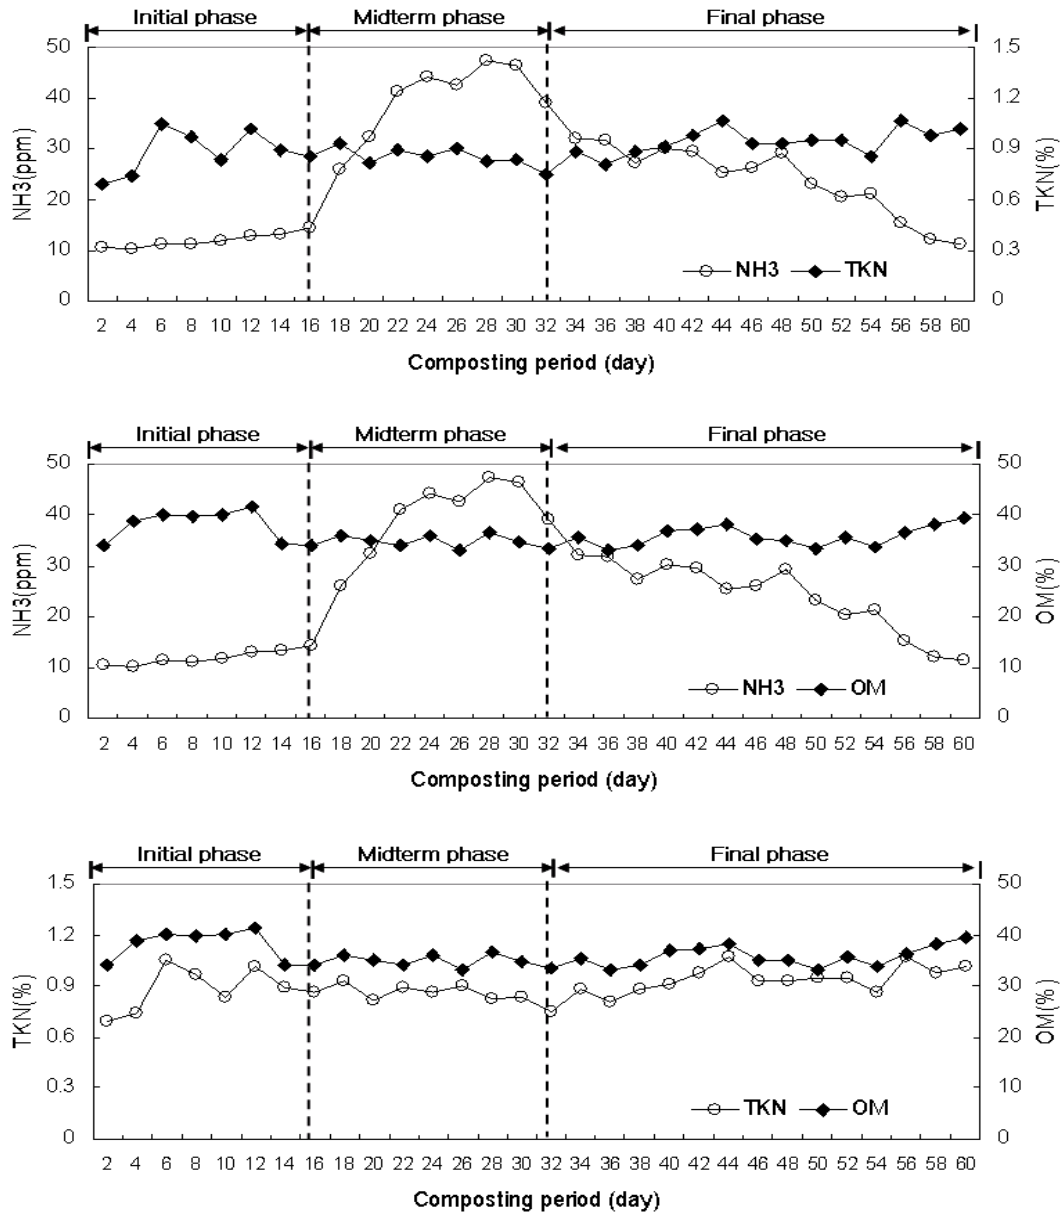 Initial phase Midterm phase Final phase
50 1.5
40 1.2
30 0.9
20 0.6
10 0.3
0 0
NH3(ppm)
TKN(%)
NH3 TKN
2 4 6 8 10 12 14 16 18 20 22 24 26 28 30 32 34 36 38 40 42 44 46 48 50 52 54 56 58 60
Composting period (day)
Initial phase Midterm phase Final phase
50 50
40 40
30 30
20 20
10 10
0 0
NH3(ppm)
OM(%)
NH3 OM
2 4 6 8 10 12 14 16 18 20 22 24 26 28 30 32 34 36 38 40 42 44 46 48 50 52 54 56 58 60
Composting period (day)
Initial phase Midterm phase Final phase
1.5 50
1.2 40
0.9 30
0.6 20
0.3 10
0 0
TKN(%)
OM(%)
TKN OM
2 4 6 8 10 12 14 16 18 20 22 24 26 28 30 32 34 36 38 40 42 44 46 48 50 52 54 56 58 60
Composting period (day)